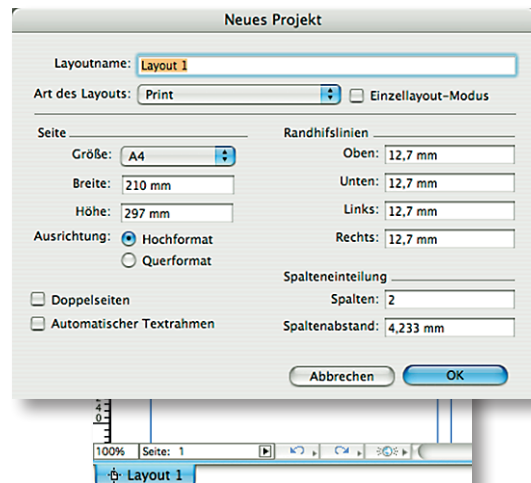 Neues Projekt
Layoutname: Layout 1
Art des Layouts: Print Einzellayout-Modus
Seite
Größe: A4
Breite: 210 mm
Höhe: 297 mm
Ausrichtung: Hochformat
Querformat
Doppelseiten
Automatischer Textrahmen
Randhifslinien
Oben: 12,7 mm
Unten: 12,7 mm
Links: 12,7 mm
Rechts: 12,7 mm
Spalteneinteilung
Spalten: 2
Spaltenabstand: 4,233 mm
Abbrechen OK
100% Seite: 1
Layout 1